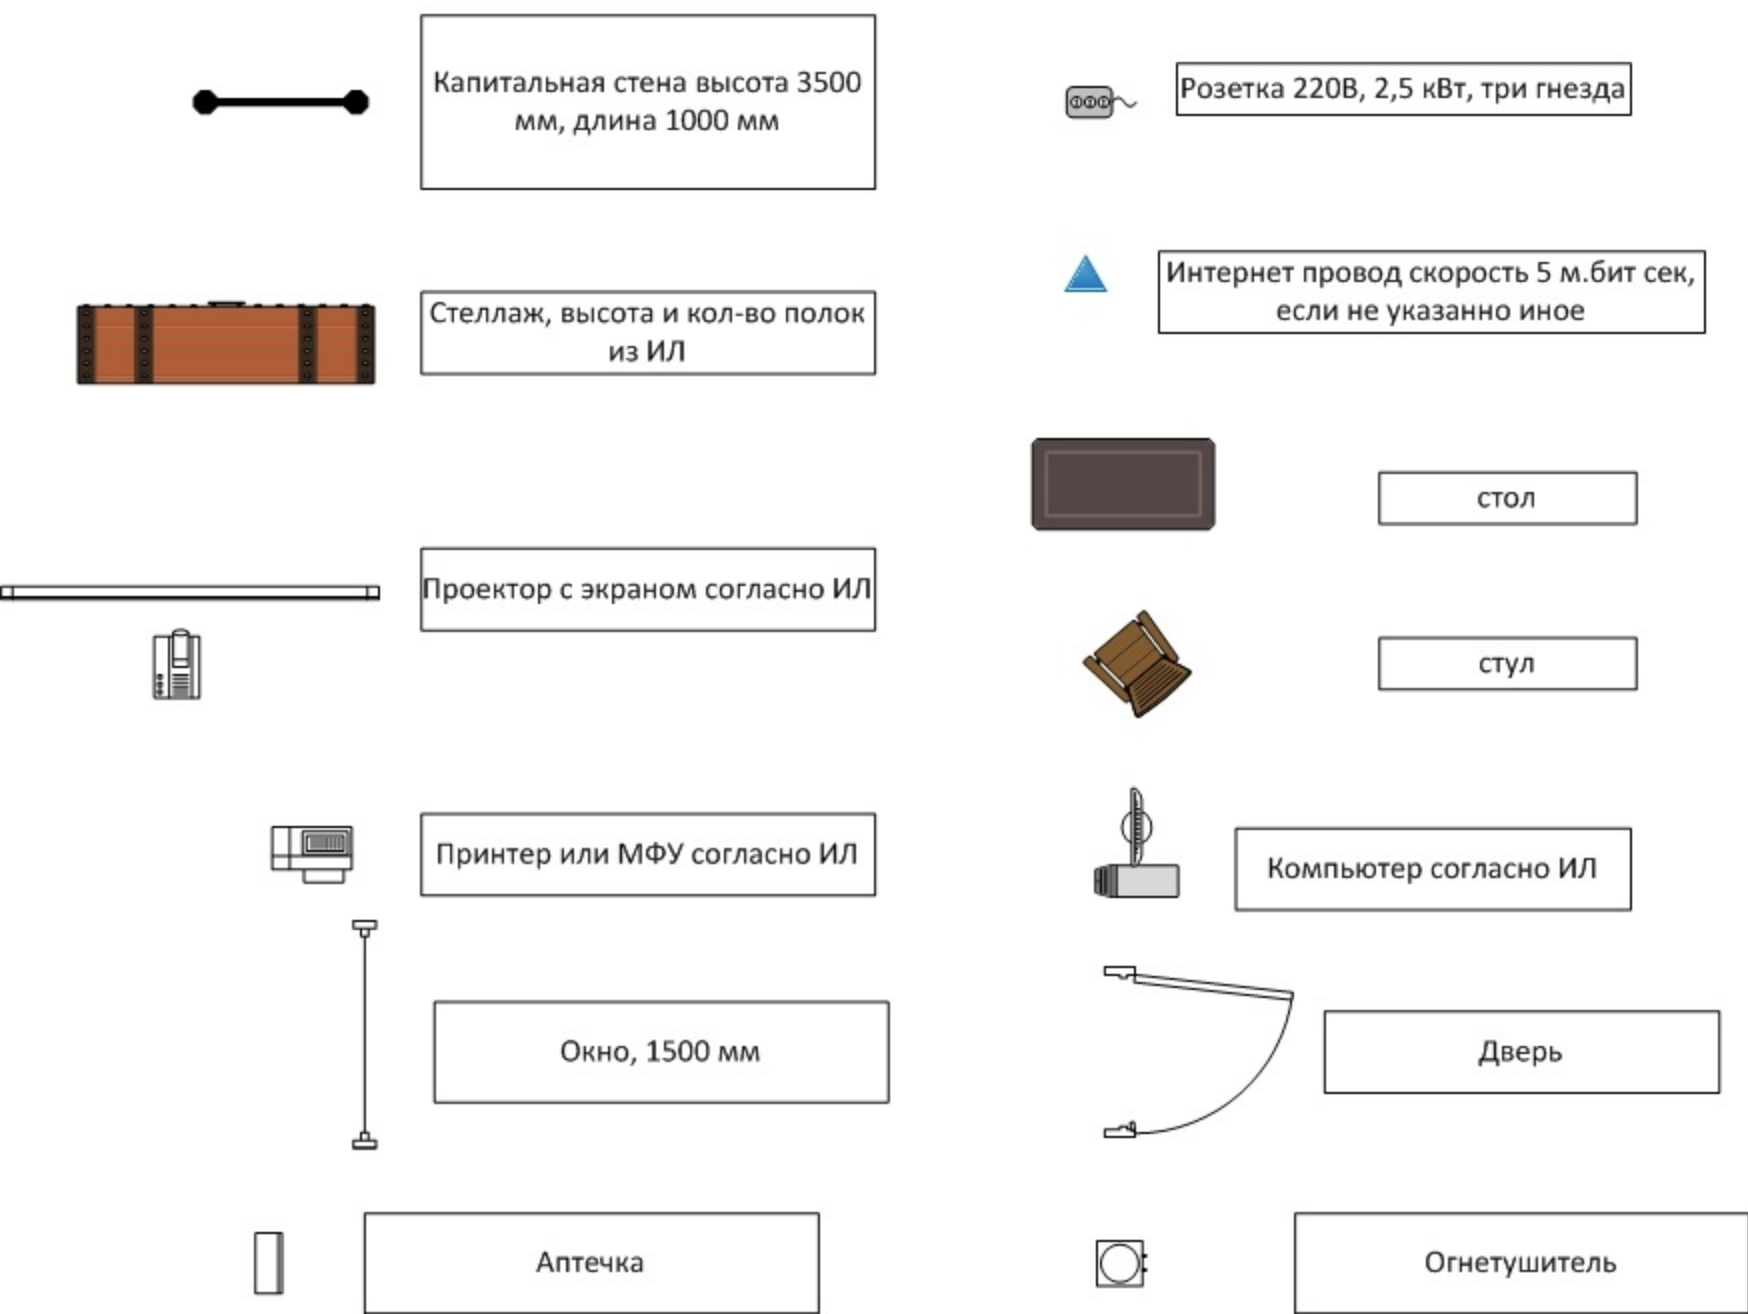 Капитальная стена высота 3500
мм, длина 1000 мм
Розетка 220В, 2,5 кВт, три гнезда
Стеллаж, высота и кол-во полок
из ИЛ
Интернет провод скорость 5 м.бит сек,
если не указанно иное
стол
Проектор с экраном согласно ИЛ
стул
Принтер или МФУ согласно ИЛ
Компьютер согласно ИЛ
Окно, 1500 мм
Дверь
Аптечка
Огнетушитель